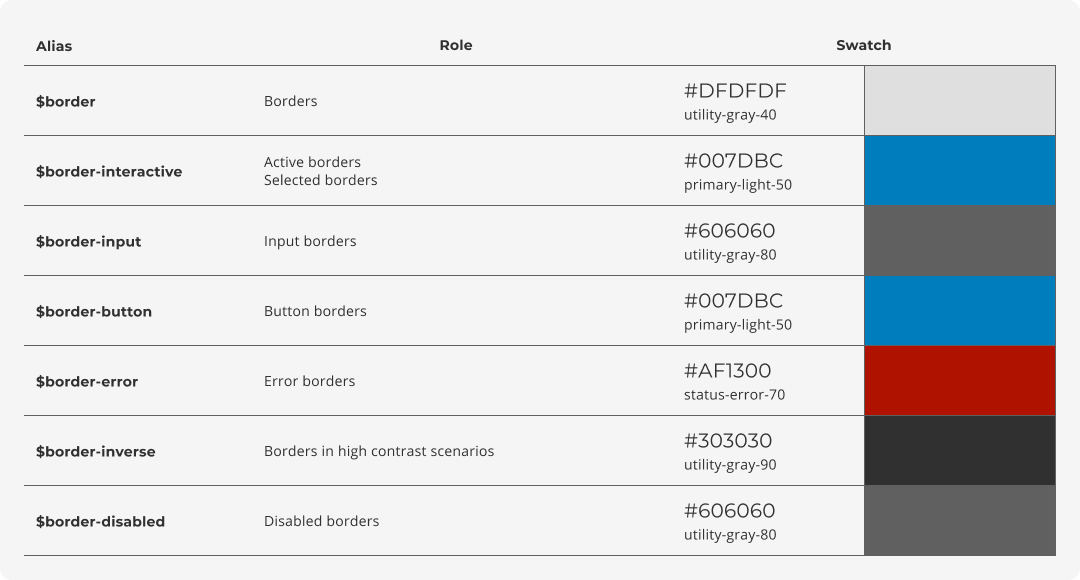 Alias Role Swatch
$border Borders #DFDFDF
utility-gray-40
$border-interactive Active borders #007DBC
Selected borders primary-light-50
$border-input Input borders #606060
utility-gray-80
$border-button Button borders #007DBC
primary-light-50
$border-error Error borders #AF1300
status-error-70
$border-inverse Borders in high contrast scenarios #303030
utility-gray-90
$border-disabled Disabled borders #606060
utility-gray-80